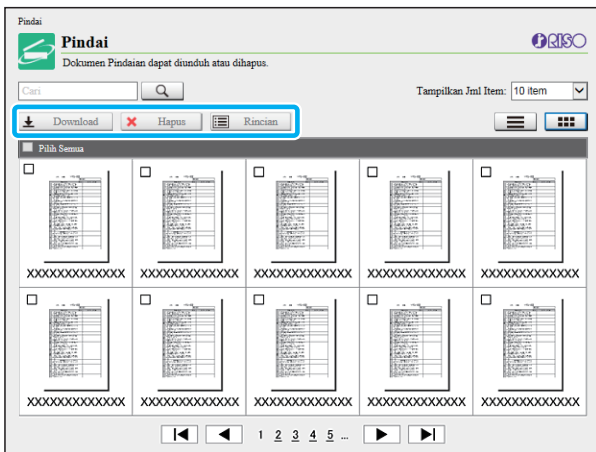 Pindai
Pindai
RISO
Dokumen Pindaian dapat diunduh atau dihapus.
Cari
Tampilkan Jml Item: 10 item
Download Hapus Rincian
Pilih Semua
XXXXXXXXXXXXX XXXXXXXXXXXXX XXXXXXXXXXXXX XXXXXXXXXXXXX XXXXXXXXXXXXX
XXXXXXXXXXXXX XXXXXXXXXXXXX XXXXXXXXXXXXX XXXXXXXXXXXXX XXXXXXXXXXXXX
1 2 3 4 5 ...